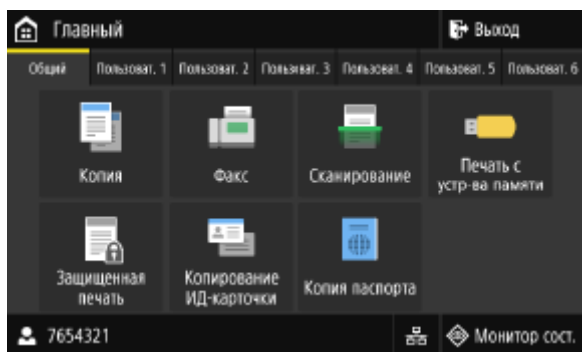 Главный
Выход
Общий Пользоват. 1 Пользоват. 2 Пользоват. 3 Пользоват. 4 Пользоват. 5 Пользоват. 6
Копия
Факс
Сканирование
Печать с
устр-ва памяти
Защищенная
печать
Копирование
ИД-карточки
Копия паспорта
7654321
Монитор сост.